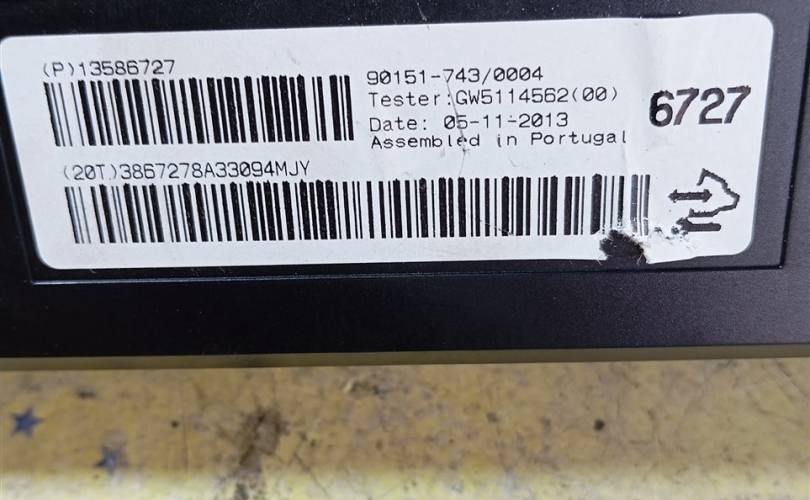 (P)13586727
90151-743/0004
Tester:GW5114562(00)
Date: 05-11-2013
Assembled in Portugal
6727
(20T)3867278A33094MJY